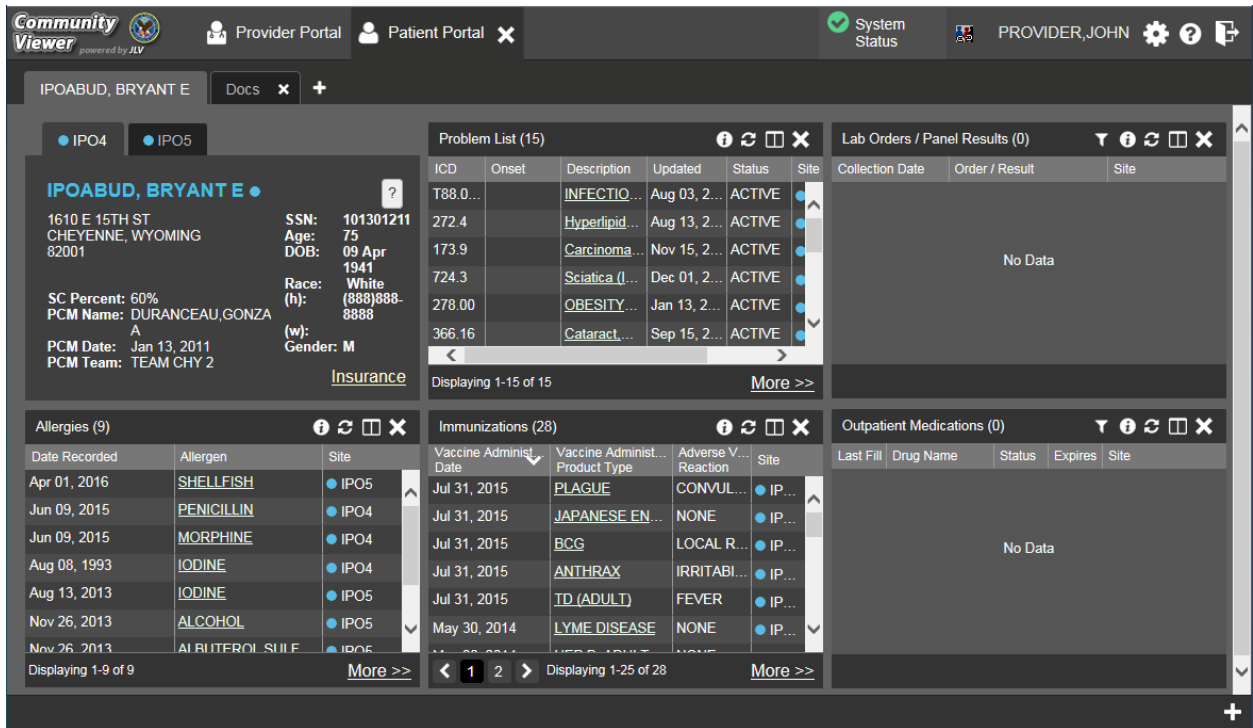 Community
Viewer powered by JLV
Provider Portal
Patient Portal
System
Status
PROVIDER,JOHN
IPOABUD, BRYANT E
Docs
IPO4
IPO5
IPOABUD, BRYANT E
?
1610 E 15TH ST
CHEYENNE, WYOMING
82001
SC Percent: 60%
PCM Name: DURANCEAU,GONZA
A
PCM Date: Jan 13, 2011
PCM Team: TEAM CHY 2
SSN: 101301211
Age: 75
DOB: 09 Apr
1941
Race: White
(h): (888)888-
8888
(w):
Gender: M
Insurance
Problem List (15)
ICD Onset Description Updated Status Site
T88.0... INFECTIO... Aug 03, 2... ACTIVE
272.4 Hyperlipid... Aug 13, 2... ACTIVE
173.9 Carcinoma... Nov 15, 2... ACTIVE
724.3 Sciatica (I... Dec 01, 2... ACTIVE
278.00 OBESITY... Jan 13, 2... ACTIVE
366.16 Cataract,... Sep 15, 2... ACTIVE
Displaying 1-15 of 15 More >>
Lab Orders / Panel Results (0)
Collection Date Order / Result Site
No Data
Allergies (9)
Date Recorded Allergen Site
Apr 01, 2016 SHELLFISH IPO5
Jun 09, 2015 PENICILLIN IPO4
Jun 09, 2015 MORPHINE IPO4
Aug 08, 1993 IODINE IPO4
Aug 13, 2013 IODINE IPO5
Nov 26, 2013 ALCOHOL IPO5
Nov 26, 2013 ALBUTEROL SULF IPO5
Displaying 1-9 of 9 More >>
Immunizations (28)
Vaccine Administ... Vaccine Administ... Adverse V... Site
Date Product Type Reaction
Jul 31, 2015 PLAGUE CONVUL... IP...
Jul 31, 2015 JAPANESE EN... NONE IP...
Jul 31, 2015 BCG LOCAL R... IP...
Jul 31, 2015 ANTHRAX IRRITABI... IP...
Jul 31, 2015 TD (ADULT) FEVER IP...
May 30, 2014 LYME DISEASE NONE IP...
1 2 Displaying 1-25 of 28 More >>
Outpatient Medications (0)
Last Fill Drug Name Status Expires Site
No Data